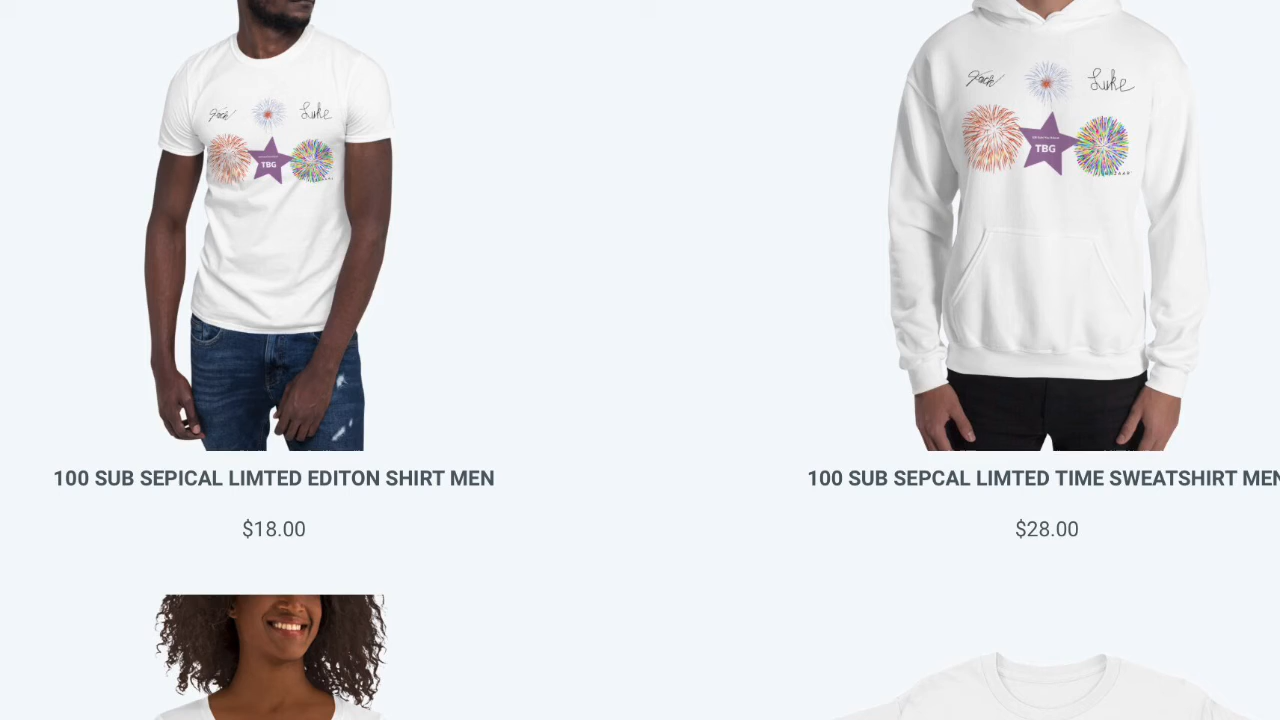 Luke
TBG
Luke
TBG
100 SUB SEPICAL LIMTED EDITON SHIRT MEN
$18.00
100 SUB SEPCAL LIMTED TIME SWEATSHIRT MEN
$28.00